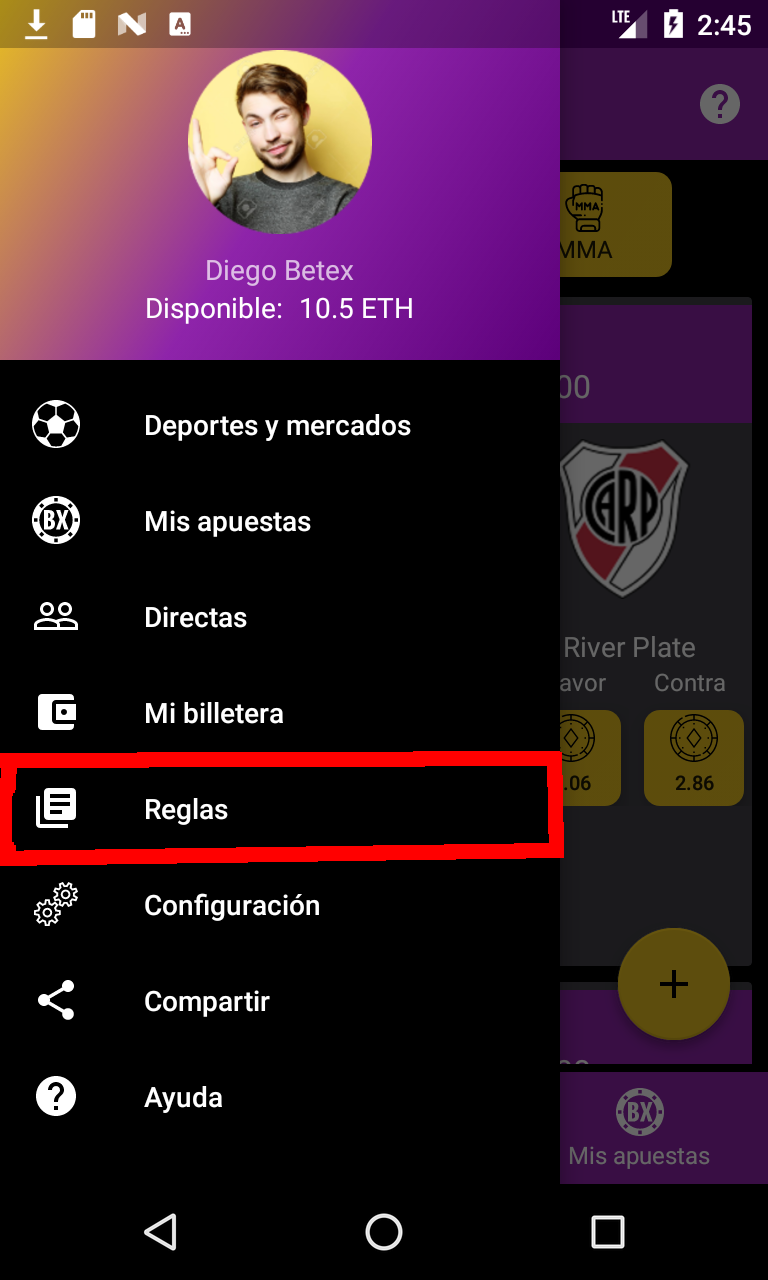 LTE 2:45
MMA
MMA
Diego Betex
Disponible: 10.5 ETH
00
Deportes y mercados
CARP
BX Mis apuestas
Directas
River Plate
Mi billetera
avor Contra
.06 2.86
Reglas
Configuración
Compartir
Ayuda
BX
Mis apuestas